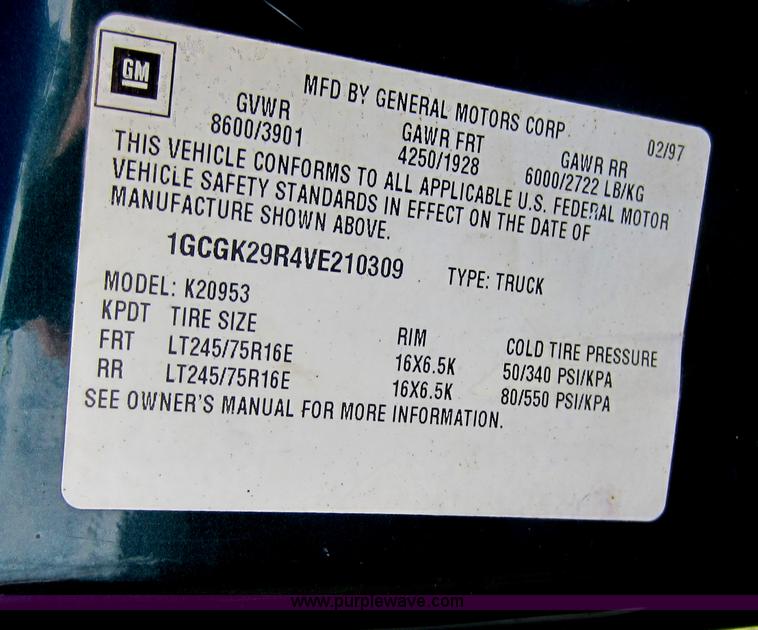 GM
MFD BY GENERAL MOTORS CORP 02/97
GVWR GAWR FRT GAWR RR
8600/3901 4250/1928 6000/2722 LB/KG
THIS VEHICLE CONFORMS TO ALL APPLICABLE U.S. FEDERAL MOTOR
VEHICLE SAFETY STANDARDS IN EFFECT ON THE DATE OF
MANUFACTURE SHOWN ABOVE.
1GCGK29R4VE210309 TYPE: TRUCK
MODEL: K20953
KPDT TIRE SIZE RIM COLD TIRE PRESSURE
FRT LT245/75R16E 16X6.5K 50/340 PSI/KPA
RR LT245/75R16E 16X6.5K 80/550 PSI/KPA
SEE OWNER'S MANUAL FOR MORE INFORMATION.
www.purplewave.com